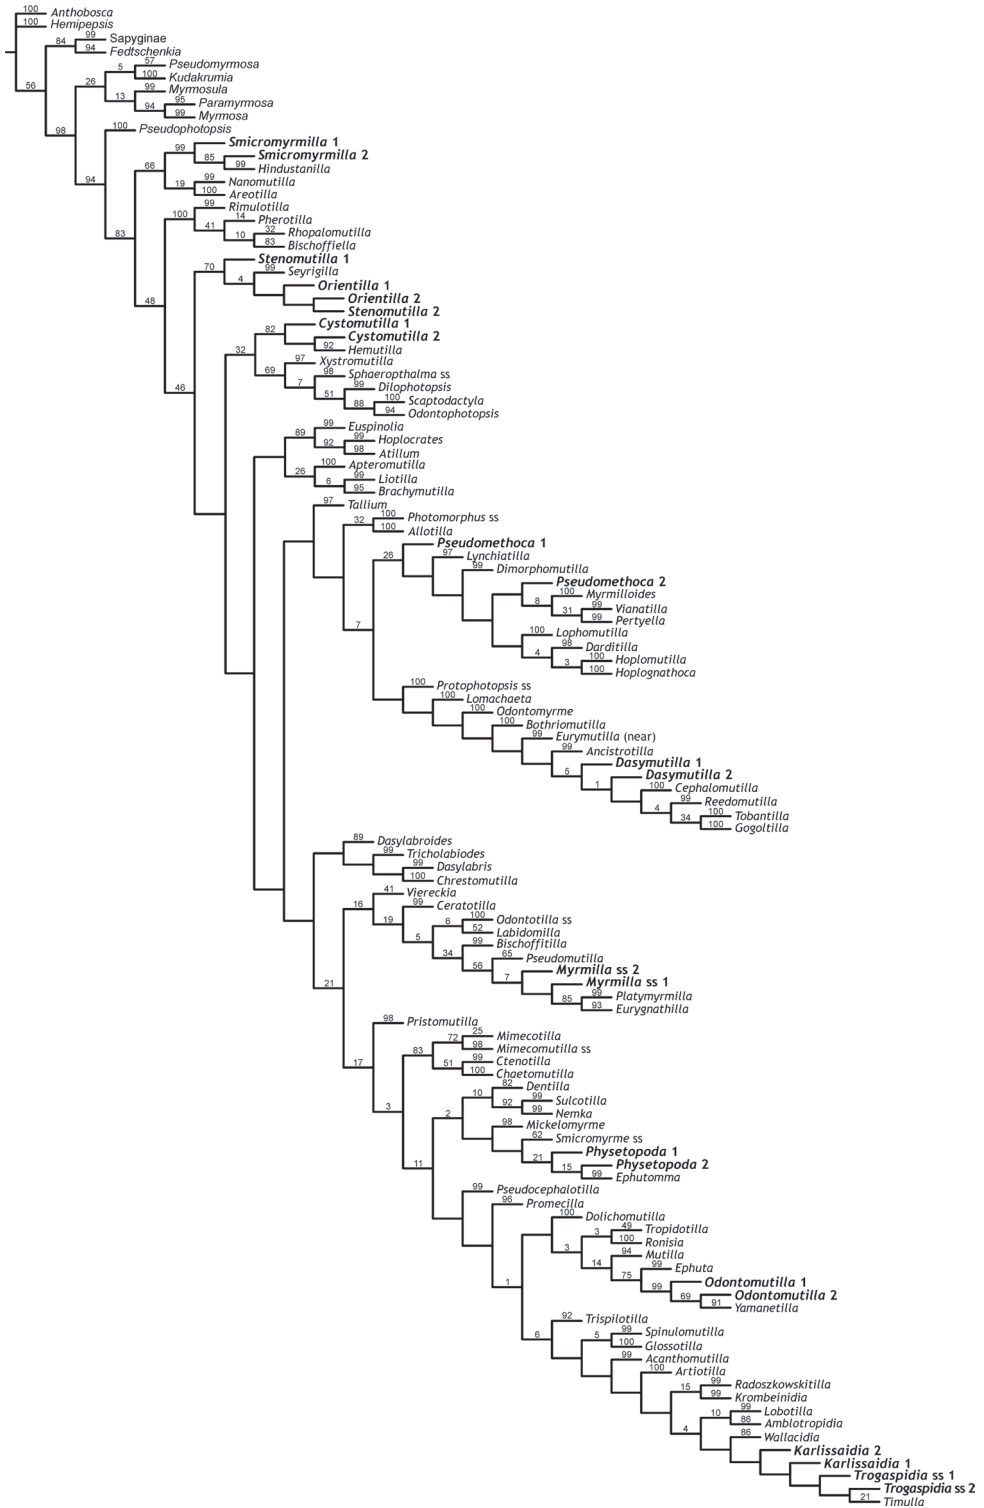 100 Anthobosca
100 Hemipepsis
99 Sapyginae
84
94 Fedtschenkia
57 Pseudomyrmosa
5
100 Kudakrumia
26
56
99 Myrmosula
13
95 Paramyrmosa
94
99 Myrmosa
98
100 Pseudophotopsis
Smicromyrmilla 1
99
85 Smicromyrmilla 2
99 Hindustanilla
66
94
99 Nanomutilla
19
100 Areotilla
99 Rimulotilla
100
14 Pherotilla
41
32 Rhopalomutilla
10
83 Bischoffiella
83
Stenomutilla 1
70
99 Seyrigilla
4
Orientilla 1
Orientilla 2
48
Stenomutilla 2
Cystomutilla 1
82
Cystomutilla 2
92 Hemutilla
32
97 Xystromutilla
69
98 Sphaeropthalma ss
7
99 Dilophotopsis
51
100 Scaptodactyla
88
94 Odontophotopsis
46
99 Euspinolia
89
99 Hoplocrates
92
98 Atillum
100 Apteromutilla
26
99 Liotilla
6
95 Brachymutilla
97 Tallium
100 Photomorphus ss
32
100 Allotilla
Pseudomethoca 1
26
97 Lynchiatilla
99 Dimorphomutilla
Pseudomethoca 2
8
100 Myrmilloides
31
99 Vianatilla
99 Pertyella
7
100 Lophomutilla
4
98 Darditilla
3
100 Hoplomutilla
100 Hoplognathoca
100 Protophotopsis ss
100 Lomachaeta
100 Odontomyrme
100 Bothriomutilla
99 Eurymutilla (near)
99 Ancistrotilla
5
Dasymutilla 1
1
Dasymutilla 2
100 Cephalomutilla
4
99 Reedomutilla
34
100 Tobantilla
100 Gogoltilla
89 Dasylabroides
99 Tricholabiodes
99 Dasylabris
100 Chrestomutilla
41 Viereckia
16
99 Ceratotilla
19
100 Odontotilla ss
6
52 Labidomilla
5
99 Bischoffitilla
34
65 Pseudomutilla
56
Myrmilla ss 2
7
Myrmilla ss 1
21
99 Platymyrmilla
85
93 Eurygnathilla
98 Pristomutilla
25 Mimecotilla
72
98 Mimecomutilla ss
83
99 Ctenotilla
51
100 Chaetomutilla
17
82 Dentilla
10
99 Sulcotilla
92
99 Nemka
3
2
98 Mickelomyrme
62 Smicromyrme ss
Physetopoda 1
21
Physetopoda 2
15
99 Ephutomma
11
99 Pseudocephalotilla
96 Promecilla
100 Dolichomutilla
49 Tropidotilla
3
100 Ronisia
3
94 Mutilla
14
99 Ephuta
75
Odontomutilla 1
99
Odontomutilla 2
69
91 Yamanetilla
1
92 Trispilotilla
6
99 Spinulomutilla
5
100 Glossotilla
99 Acanthomutilla
100 Artiotilla
99 Radoszkowskitilla
15
99 Krombeinidia
99 Lobotilla
10
86 Amblotropidia
4
86 Wallacidia
Karlissaidia 2
Karlissaidia 1
Trogaspidia ss 1
Trogaspidia ss 2
21 Timulla